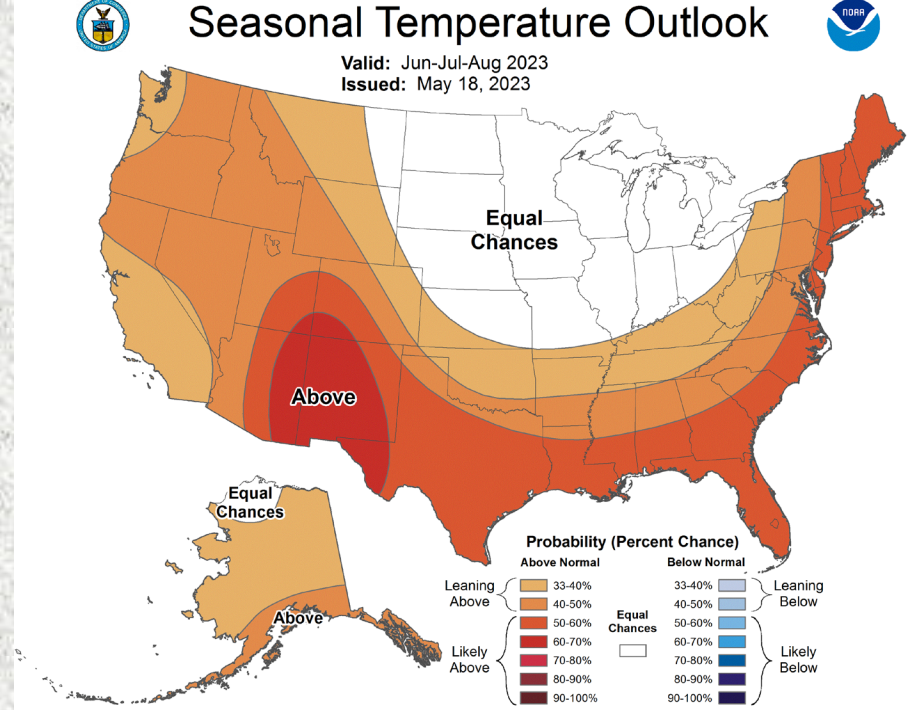 Seasonal Temperature Outlook
NOAA
Valid: Jun-Jul-Aug 2023
Issued: May 18, 2023
Equal
Chances
Above
Equal
Chances
Above
Probability (Percent Chance)
Above Normal
Below Normal
Leaning
Above
33-40%
40-50%
Likely
Above
50-60%
60-70%
70-80%
80-90%
90-100%
Equal
Chances
33-40%
40-50%
Leaning
Below
50-60%
60-70%
70-80%
80-90%
90-100%
Likely
Below